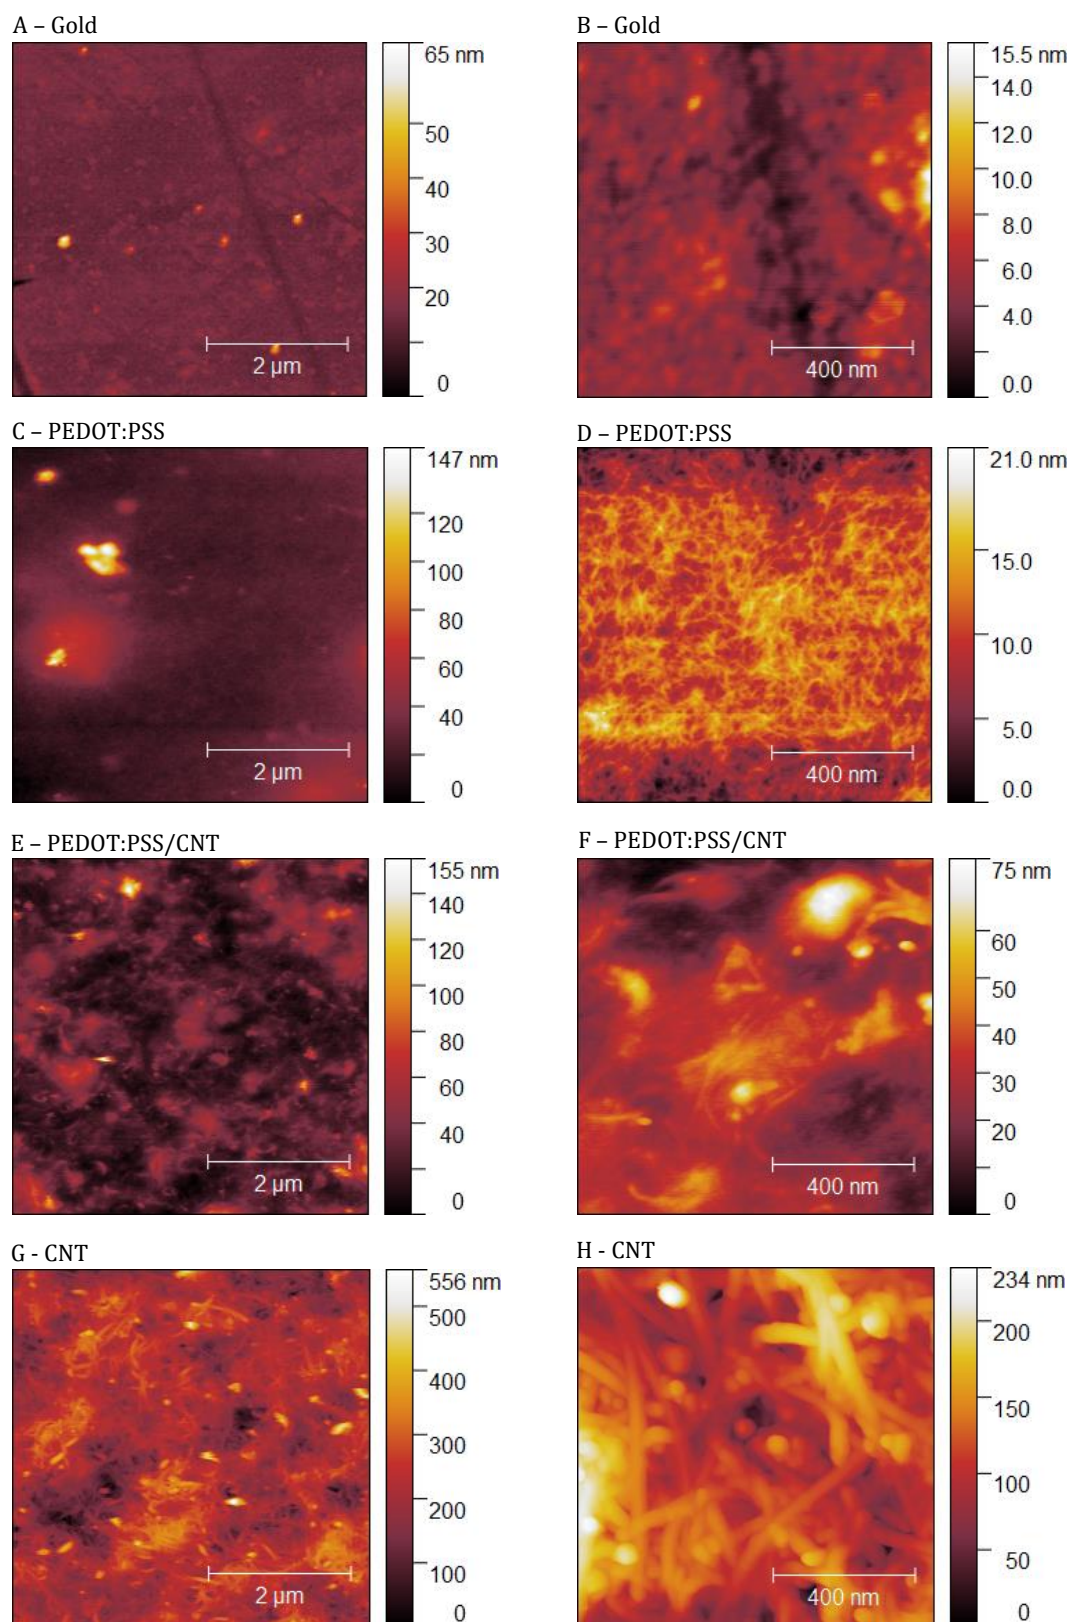 A – Gold
65 nm
50
40
30
20
0
2 µm
B – Gold
15.5 nm
14.0
12.0
10.0
8.0
6.0
4.0
0.0
400 nm
C – PEDOT:PSS
147 nm
120
100
80
60
40
0
2 µm
D – PEDOT:PSS
21.0 nm
15.0
10.0
5.0
0.0
400 nm
E – PEDOT:PSS/CNT
155 nm
140
120
100
80
60
40
0
2 µm
F – PEDOT:PSS/CNT
75 nm
60
50
40
30
20
0
400 nm
G - CNT
556 nm
500
400
300
200
100
0
2 µm
H - CNT
234 nm
200
150
100
50
0
400 nm